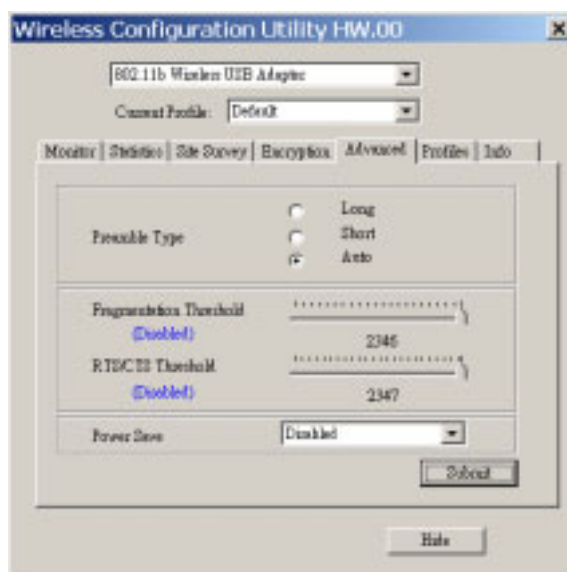 Wireless Configuration Utility HW.00
802.11b Wireless USB Adapter
Current Profile: Default
Monitor Statistics Site Survey Encryption Advanced Profiles Info
Preamble Type
Long
Short
Auto
Fragmentation Threshold
(Disabled)
2346
RTS/CTS Threshold
(Disabled)
2347
Power Save Disabled
Submit
Hide